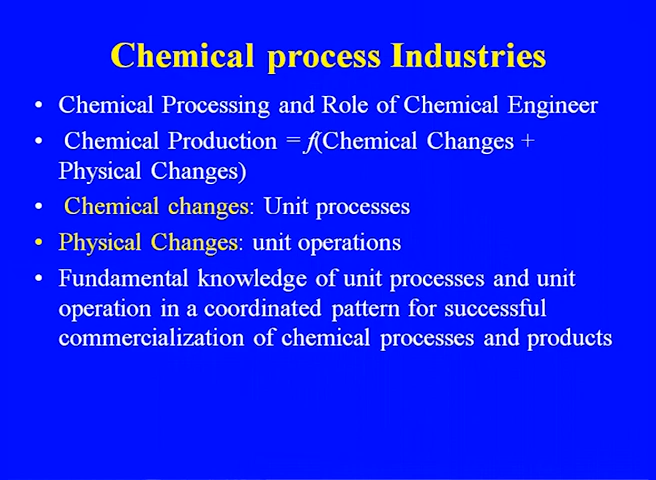 Chemical process Industries
• Chemical Processing and Role of Chemical Engineer
• Chemical Production = f(Chemical Changes +
Physical Changes)
• Chemical changes: Unit processes
• Physical Changes: unit operations
• Fundamental knowledge of unit processes and unit
operation in a coordinated pattern for successful
commercialization of chemical processes and products